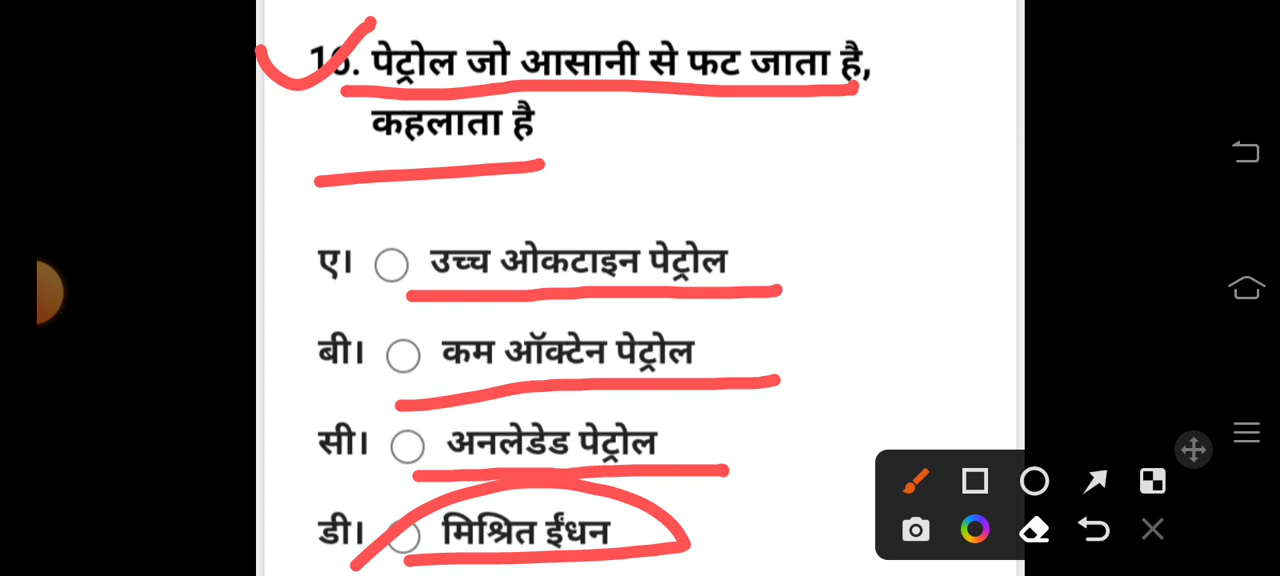 16. पेट्रोल जो आसानी से फट जाता है,
कहलाता है
ए। उच्च ओकटाइन पेट्रोल
बी। कम ऑक्टेन पेट्रोल
सी। अनलेडेड पेट्रोल
डी। मिश्रित ईंधन